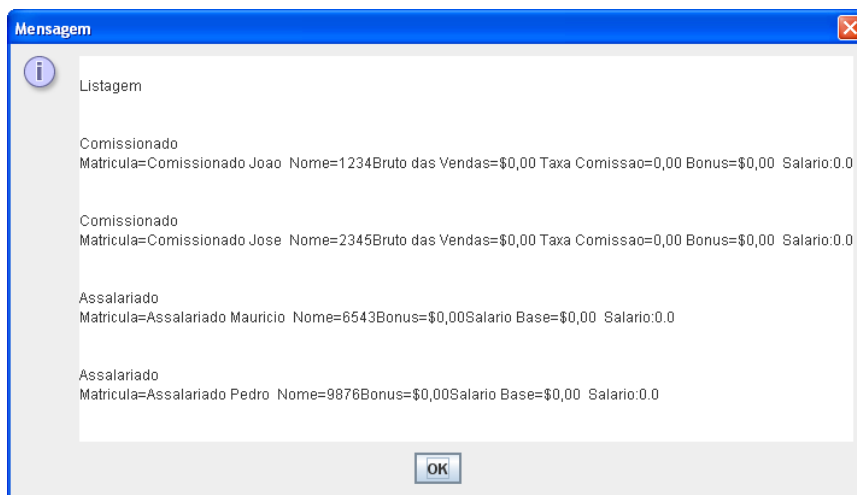 Mensagem
Listagem
Comissionado
Matricula=Comissionado Joao  Nome=1234Bruto das Vendas=$0,00 Taxa Comissao=0,00 Bonus=$0,00  Salario:0.0
Comissionado
Matricula=Comissionado Jose  Nome=2345Bruto das Vendas=$0,00 Taxa Comissao=0,00 Bonus=$0,00  Salario:0.0
Assalariado
Matricula=Assalariado Mauricio  Nome=6543Bonus=$0,00Salario Base=$0,00  Salario:0.0
Assalariado
Matricula=Assalariado Pedro  Nome=9876Bonus=$0,00Salario Base=$0,00  Salario:0.0
OK